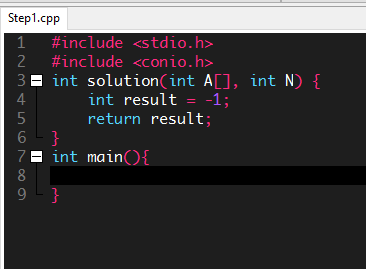 Step1.cpp
1 #include <stdio.h>
2 #include <conio.h>
3 int solution(int A[], int N) {
4 int result = -1;
5 return result;
6 }
7 int main(){
8
9 }